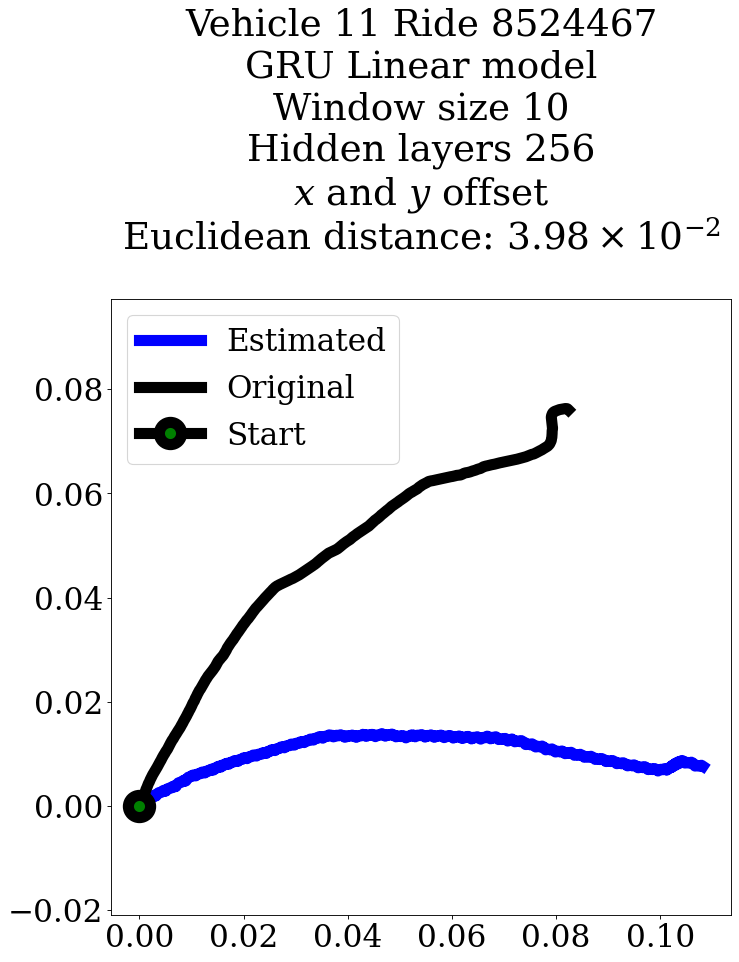 Vehicle 11 Ride 8524467
GRU Linear model
Window size 10
Hidden layers 256
x and y offset
Euclidean distance: 3.98 × 10⁻²
Estimated
Original
Start
0.08
0.06
0.04
0.02
0.00
−0.02
0.00 0.02 0.04 0.06 0.08 0.10